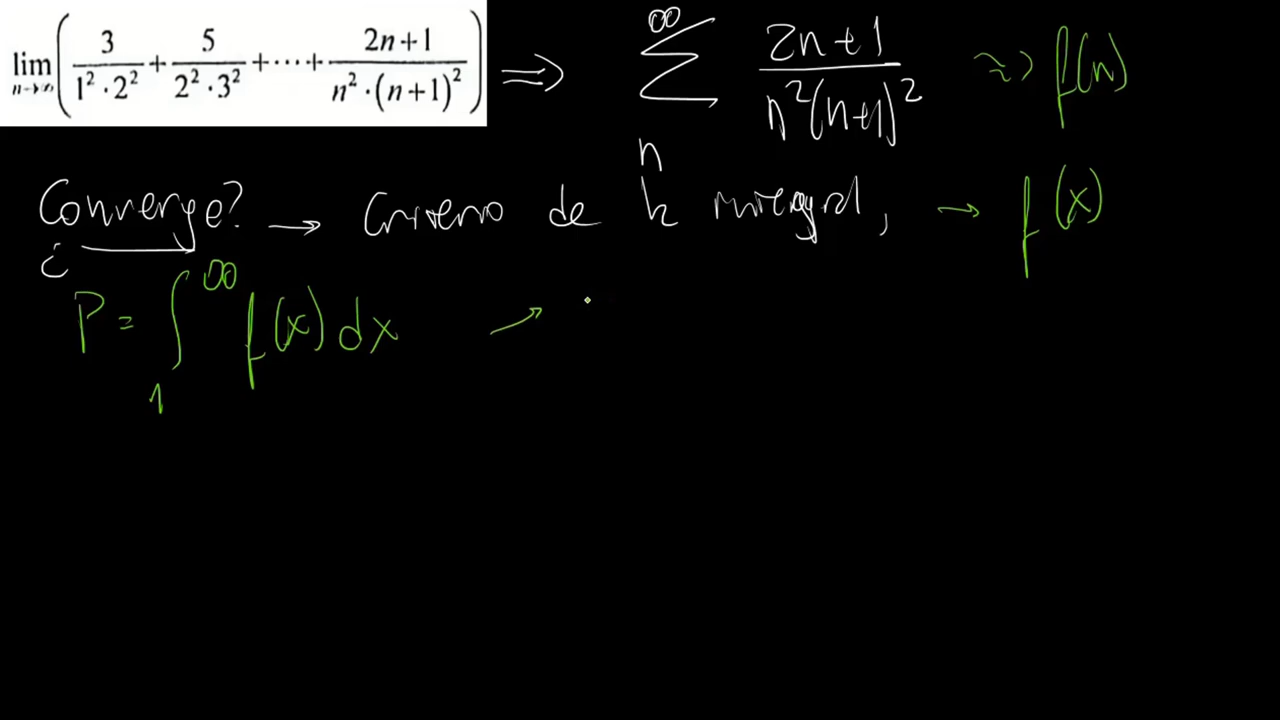 lim n→∞ ( 3/(1²·2²) + 5/(2²·3²) + ···· + (2n+1)/(n²·(n+1)²) ) ⇒ ∑ n ∞ (2n+1)/(n²(n+1)²) ≈> f(n)
¿Converge? → Criterio de la integral, → f(x)
P = ∫₁^∞ f(x) dx →